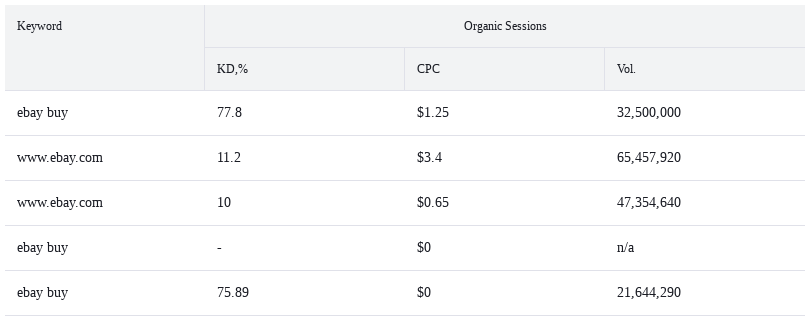 Keyword Organic Sessions
KD,% CPC Vol.
ebay buy 77.8 $1.25 32,500,000
www.ebay.com 11.2 $3.4 65,457,920
www.ebay.com 10 $0.65 47,354,640
ebay buy - $0 n/a
ebay buy 75.89 $0 21,644,290